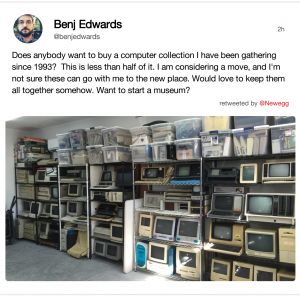 Benj Edwards
@benjedwards
2h
Does anybody want to buy a computer collection I have been gathering
since 1993?  This is less than half of it. I am considering a move, and I'm
not sure these can go with me to the new place. Would love to keep them
all together somehow. Want to start a museum?
retweeted by @Newegg